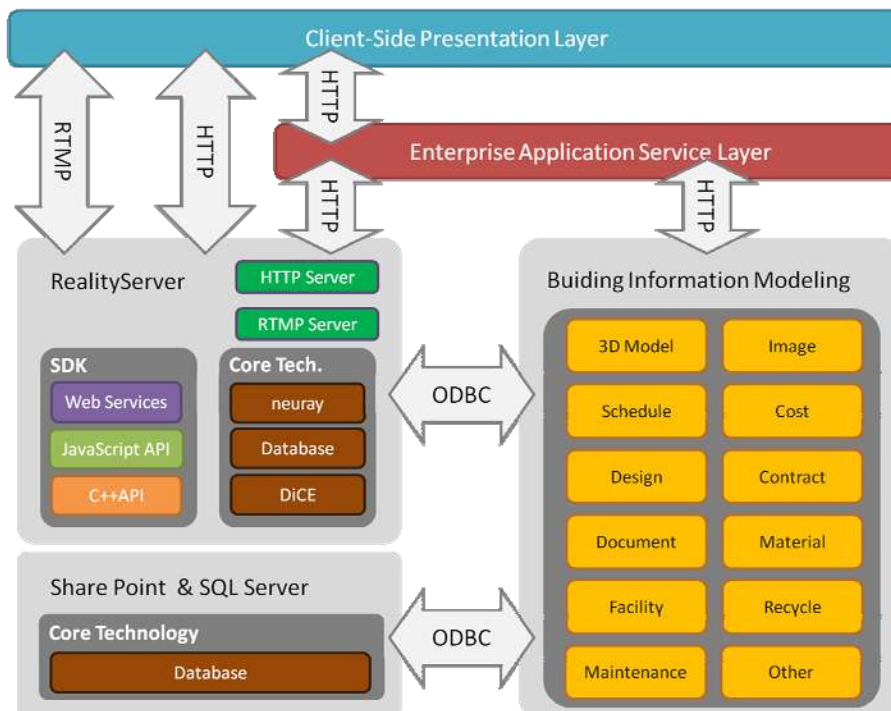 Client-Side Presentation Layer
RTMP
HTTP
HTTP
Enterprise Application Service Layer
HTTP
HTTP
RealityServer
HTTP Server
RTMP Server
SDK
Web Services
JavaScript API
C++API
Core Tech.
neuray
Database
DiCE
ODBC
Buiding Information Modeling
3D Model
Image
Schedule
Cost
Design
Contract
Document
Material
Facility
Recycle
Maintenance
Other
Share Point & SQL Server
Core Technology
Database
ODBC